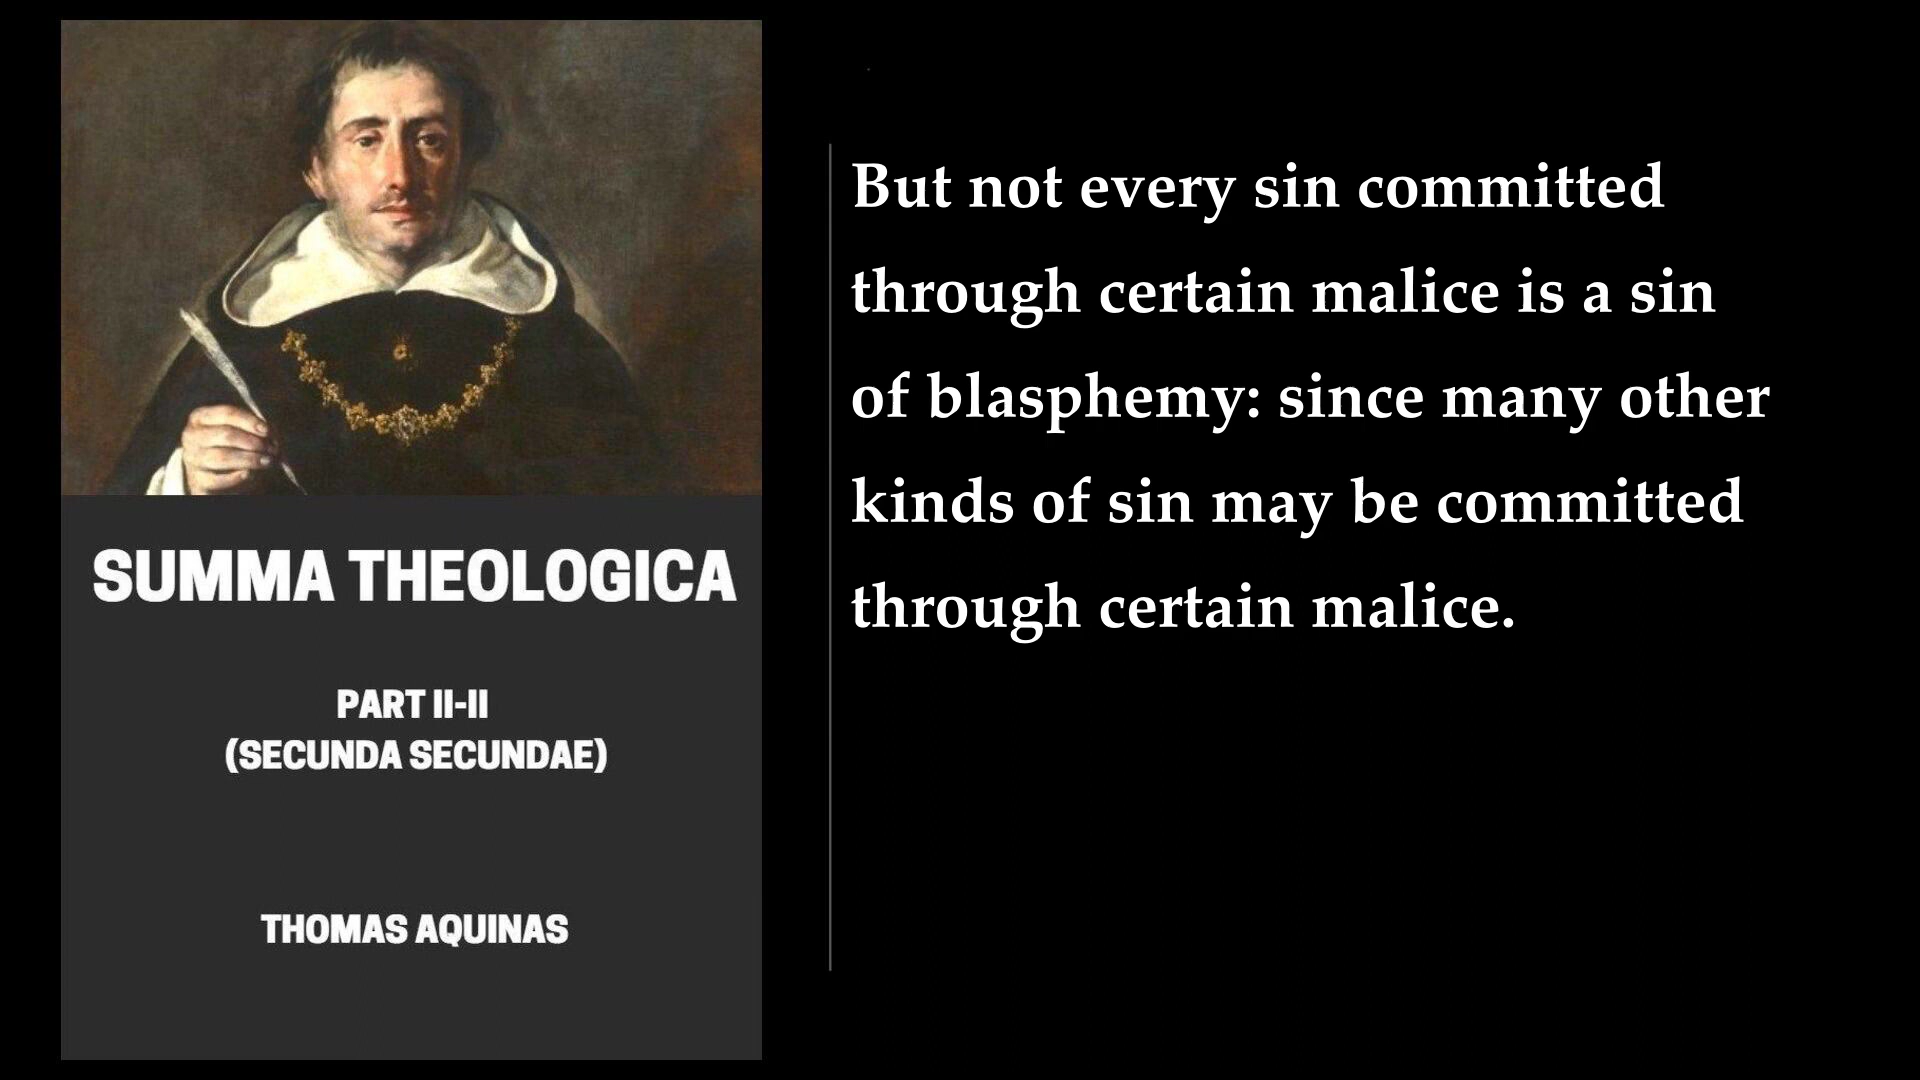 SUMMA THEOLOGICA
PART II-II
(SECUNDA SECUNDAE)
THOMAS AQUINAS
But not every sin committed
through certain malice is a sin
of blasphemy: since many other
kinds of sin may be committed
through certain malice.